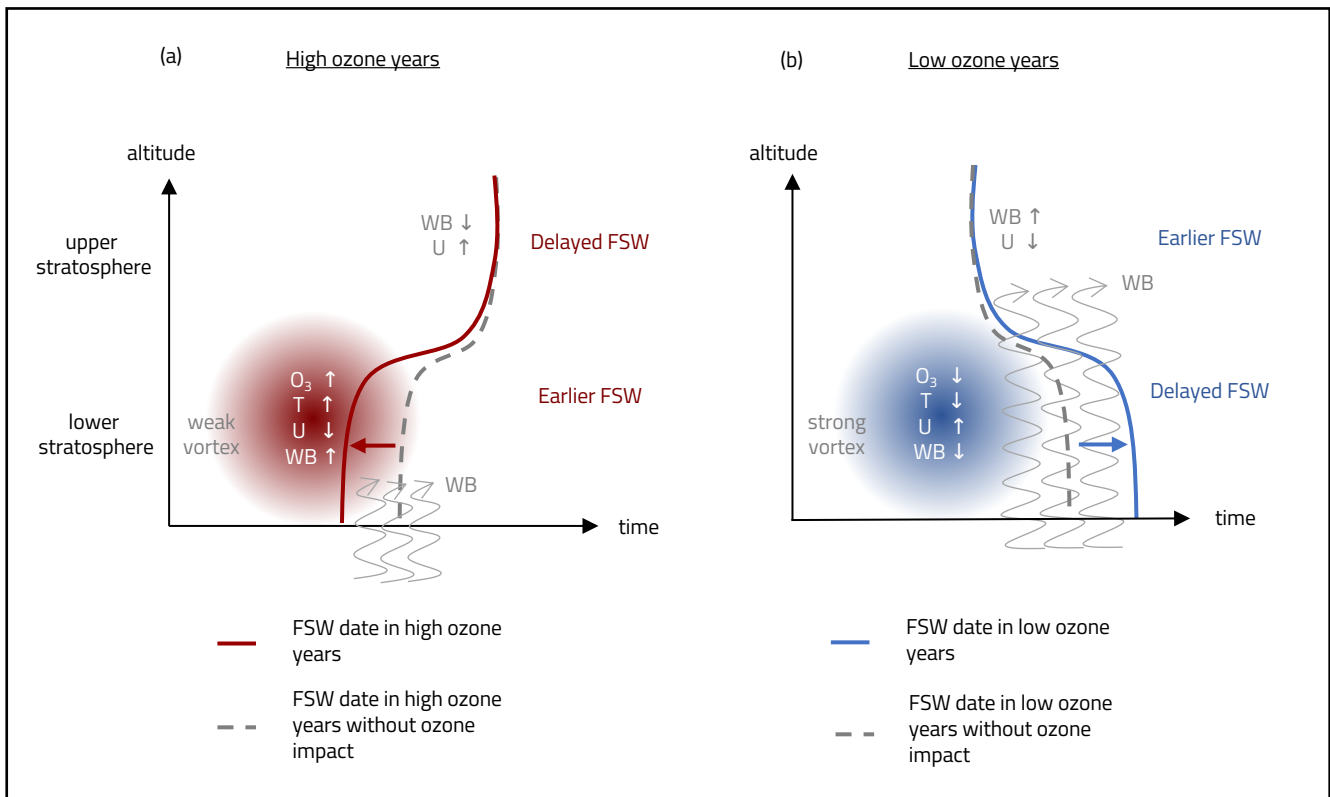 (a)
High ozone years
altitude
upper
stratosphere
WB ↓
U ↑
Delayed FSW
lower
stratosphere
weak
vortex
O₃ ↑
T ↑
U ↓
WB ↑
Earlier FSW
WB
time
FSW date in high ozone
years
FSW date in high ozone
years without ozone
impact
(b)
Low ozone years
altitude
WB ↑
U ↓
Earlier FSW
WB
strong
vortex
O₃ ↓
T ↓
U ↑
WB ↓
Delayed FSW
time
FSW date in low ozone
years
FSW date in low ozone
years without ozone
impact